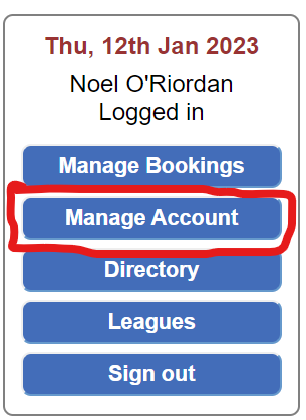 Thu, 12th Jan 2023
Noel O'Riordan
Logged in
Manage Bookings
Manage Account
Directory
Leagues
Sign out